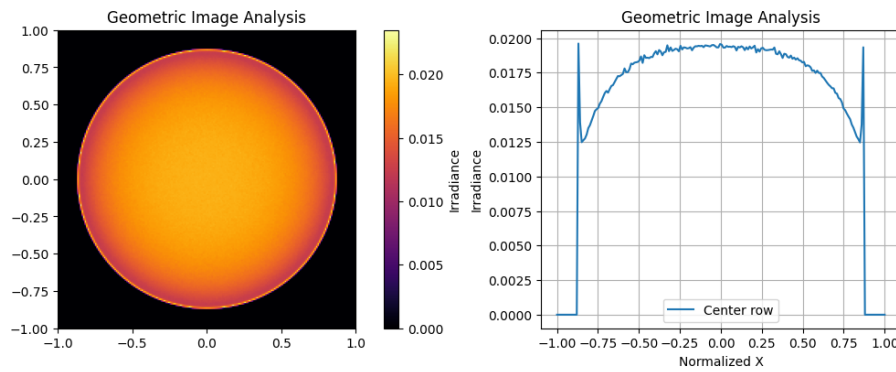 Geometric Image Analysis
1.00
0.75
0.50
0.25
0.00
−0.25
−0.50
−0.75
−1.00
−1.0 −0.5 0.0 0.5 1.0
0.020
0.015
0.010
0.005
0.000
Irradiance
Geometric Image Analysis
Irradiance
0.0200
0.0175
0.0150
0.0125
0.0100
0.0075
0.0050
0.0025
0.0000
Center row
−1.00 −0.75 −0.50 −0.25 0.00 0.25 0.50 0.75 1.00
Normalized X